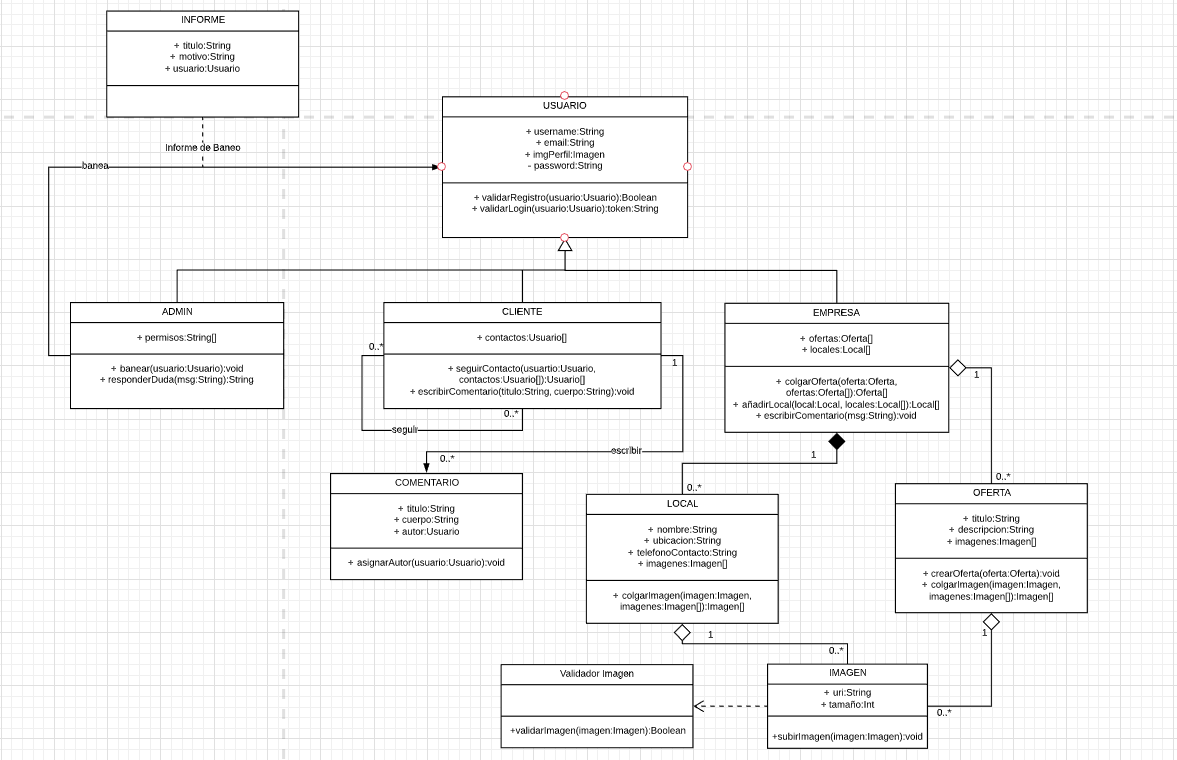 INFORME
+ titulo:String
+ motivo:String
+ usuario:Usuario
Informe de Baneo
banea
USUARIO
+ username:String
+ email:String
+ imgPerfil:Imagen
- password:String
+ validarRegistro(usuario:Usuario):Boolean
+ validarLogin(usuario:Usuario):token:String
ADMIN
+ permisos:String[]
+ banear(usuario:Usuario):void
+ responderDuda(msg:String):String
CLIENTE
+ contactos:Usuario[]
+ seguirContacto(usuartio:Usuario,
contactos:Usuario[]):Usuario[]
+ escribirComentario(titulo:String, cuerpo:String):void
0..*
0..*
seguir
1
escribir
0..*
EMPRESA
+ ofertas:Oferta[]
+ locales:Local[]
+ colgarOferta(oferta:Oferta,
ofertas:Oferta[]):Oferta[]
+ añadirLocal(local:Local, locales:Local[]):Local[]
+ escribirComentario(msg:String):void
1
0..*
1
0..*
COMENTARIO
+ titulo:String
+ cuerpo:String
+ autor:Usuario
+ asignarAutor(usuario:Usuario):void
LOCAL
+ nombre:String
+ ubicacion:String
+ telefonoContacto:String
+ imagenes:Imagen[]
+ colgarImagen(imagen:Imagen,
imagenes:Imagen[]):Imagen[]
OFERTA
+ titulo:String
+ descripcion:String
+ imagenes:Imagen[]
+ crearOferta(oferta:Oferta):void
+ colgarImagen(imagen:Imagen,
imagenes:Imagen[]):Imagen[]
1
0..*
1
0..*
Validador Imagen
+validarImagen(imagen:Imagen):Boolean
IMAGEN
+ uri:String
+ tamaño:Int
+subirImagen(imagen:Imagen):void